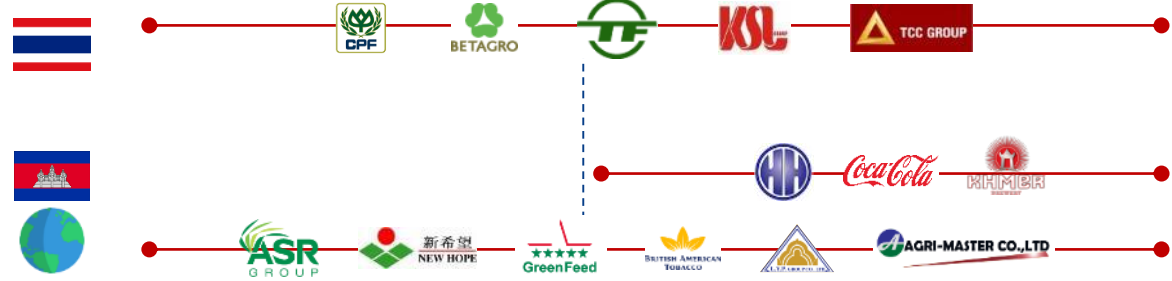 CPF
BETAGRO
TF
KSL
TCC GROUP
HH
Coca-Cola
KHMER
ASR
GROUP
新希望
NEW HOPE
GreenFeed
BRITISH AMERICAN
TOBACCO
AGRI-MASTER CO.,LTD